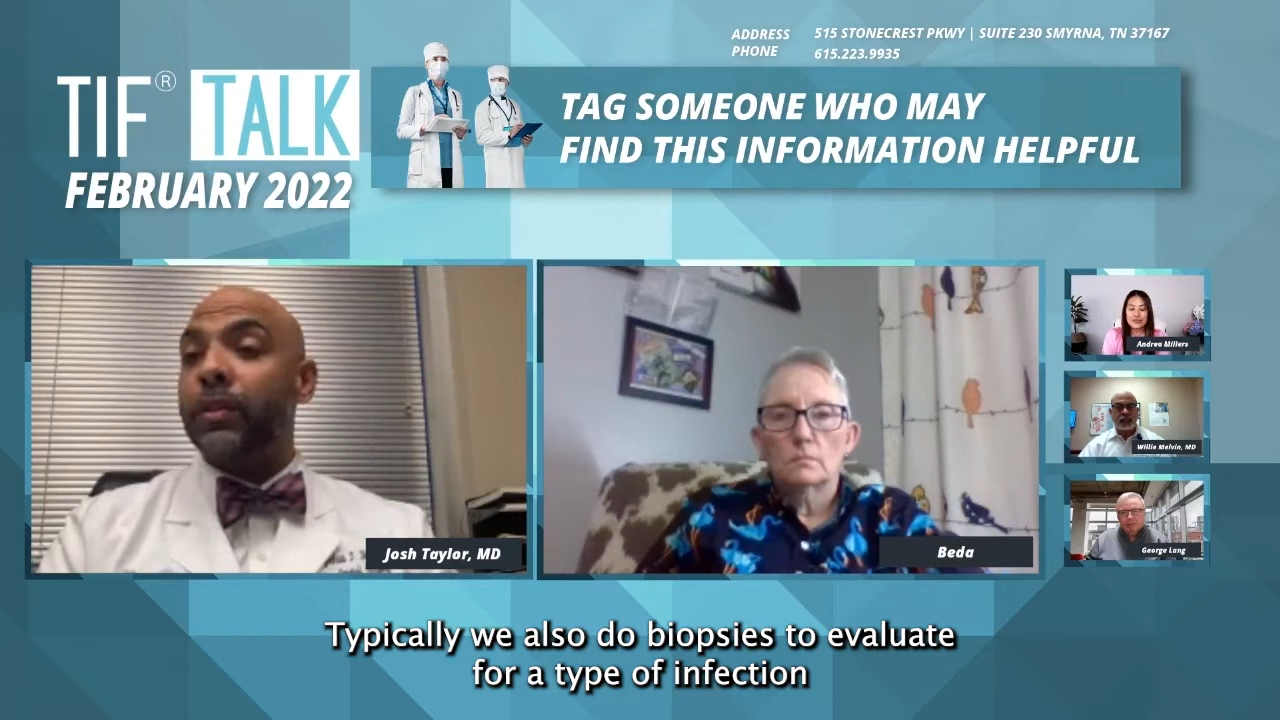 ADDRESS 515 STONECREST PKWY | SUITE 230 SMYRNA, TN 37167
PHONE 615.223.9935
TIF® TALK
FEBRUARY 2022
TAG SOMEONE WHO MAY
FIND THIS INFORMATION HELPFUL
Josh Taylor, MD
Beda
Andrea Millers
Willie Melvin, MD
George Lang
Typically we also do biopsies to evaluate
for a type of infection